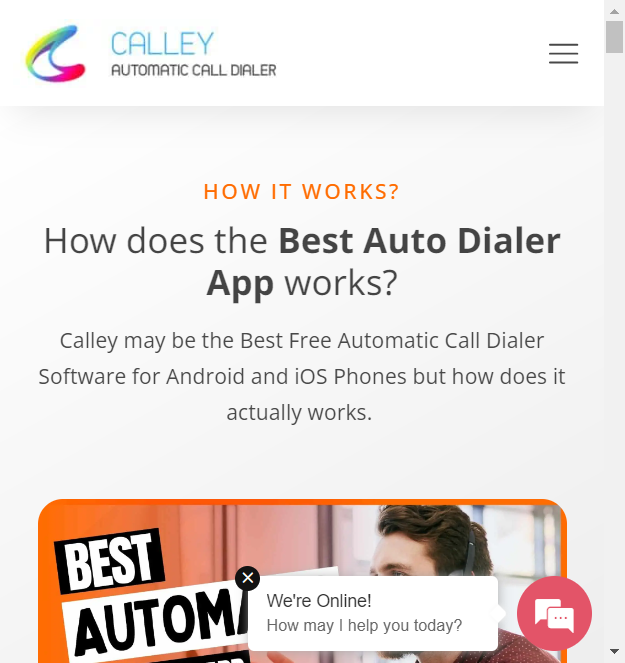 CALLEY
AUTOMATIC CALL DIALER
HOW IT WORKS?
How does the Best Auto Dialer
App works?
Calley may be the Best Free Automatic Call Dialer
Software for Android and iOS Phones but how does it
actually works.
BEST
We're Online!
How may I help you today?